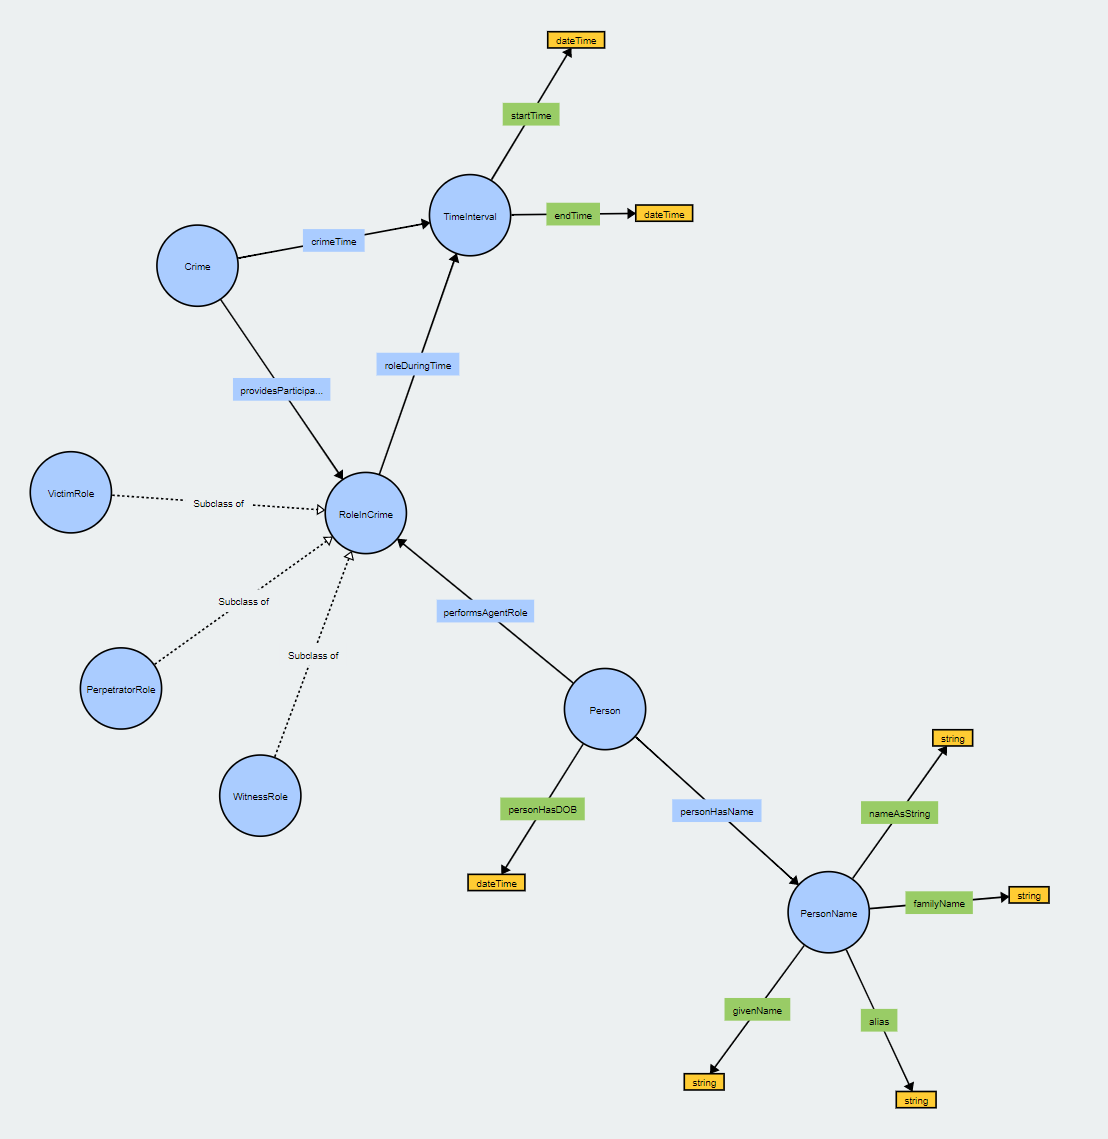 dateTime
startTime
TimeInterval
endTime
dateTime
crimeTime
Crime
roleDuringTime
providesParticipa...
VictimRole
Subclass of
RoleInCrime
Subclass of
performsAgentRole
Subclass of
PerpetratorRole
Person
string
WitnessRole
personHasDOB
personHasName
nameAsString
dateTime
familyName
string
PersonName
givenName
alias
string
string